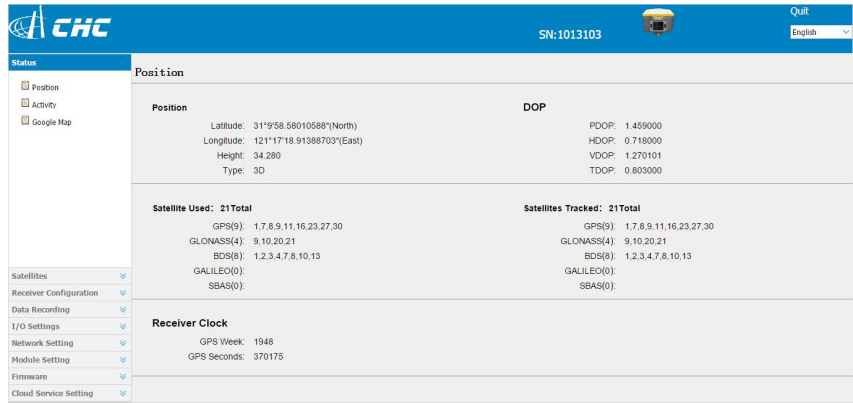 CHC
SN:1013103
Quit
English
Status
Position
Activity
Google Map
Satellites
Receiver Configuration
Data Recording
I/O Settings
Network Setting
Module Setting
Firmware
Cloud Service Setting
Position
Position
Latitude: 31°9'58.58010588"(North)
Longitude: 121°17'18.91388703"(East)
Height: 34.280
Type: 3D
DOP
PDOP: 1.459000
HDOP: 0.718000
VDOP: 1.270101
TDOP: 0.803000
Satellite Used: 21Total
GPS(9): 1,7,8,9,11,16,23,27,30
GLONASS(4): 9,10,20,21
BDS(8): 1,2,3,4,7,8,10,13
GALILEO(0):
SBAS(0):
Satellites Tracked: 21Total
GPS(9): 1,7,8,9,11,16,23,27,30
GLONASS(4): 9,10,20,21
BDS(8): 1,2,3,4,7,8,10,13
GALILEO(0):
SBAS(0):
Receiver Clock
GPS Week: 1948
GPS Seconds: 370175